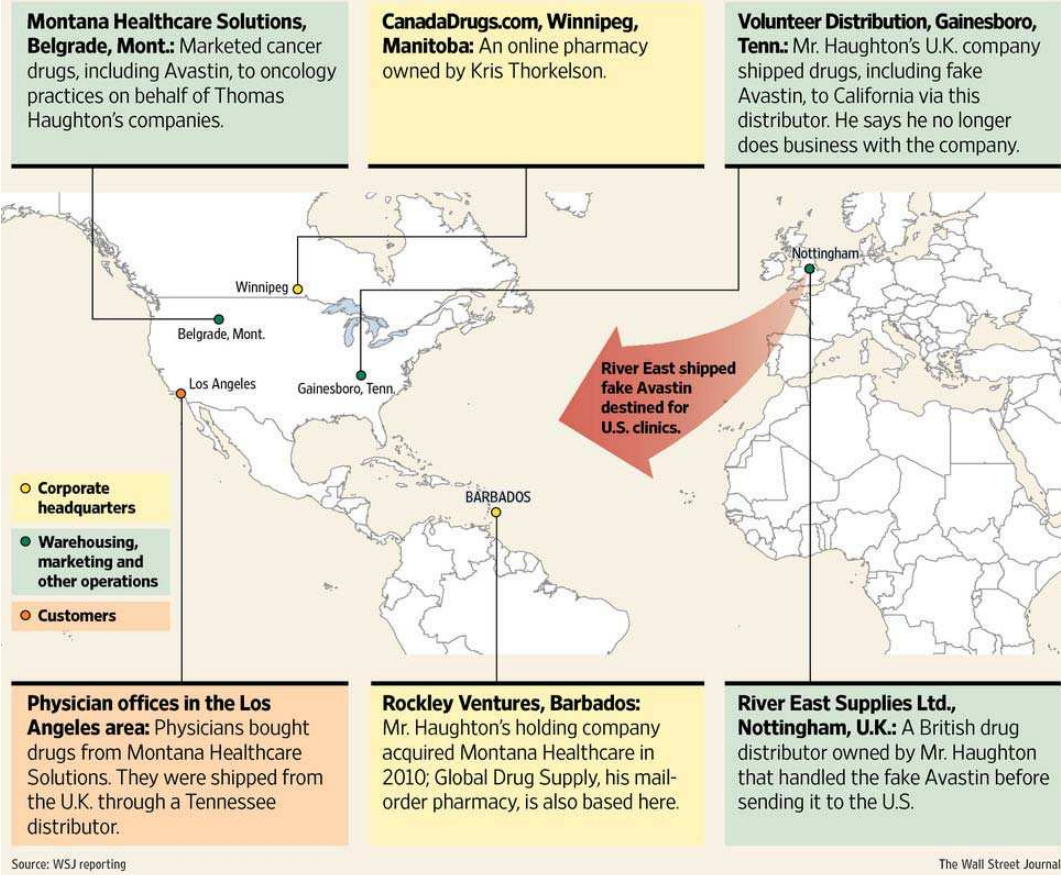 Montana Healthcare Solutions,
Belgrade, Mont.: Marketed cancer
drugs, including Avastin, to oncology
practices on behalf of Thomas
Haughton's companies.
CanadaDrugs.com, Winnipeg,
Manitoba: An online pharmacy
owned by Kris Thorkelson.
Volunteer Distribution, Gainesboro,
Tenn.: Mr. Haughton's U.K. company
shipped drugs, including fake
Avastin, to California via this
distributor. He says he no longer
does business with the company.
Nottingham
Winnipeg
Belgrade, Mont.
Los Angeles
Gainesboro, Tenn.
River East shipped
fake Avastin
destined for
U.S. clinics.
BARBADOS
Corporate
headquarters
Warehousing,
marketing and
other operations
Customers
Physician offices in the Los
Angeles area: Physicians bought
drugs from Montana Healthcare
Solutions. They were shipped from
the U.K. through a Tennessee
distributor.
Rockley Ventures, Barbados:
Mr. Haughton's holding company
acquired Montana Healthcare in
2010; Global Drug Supply, his mail-
order pharmacy, is also based here.
River East Supplies Ltd.,
Nottingham, U.K.: A British drug
distributor owned by Mr. Haughton
that handled the fake Avastin before
sending it to the U.S.
Source: WSJ reporting
The Wall Street Journal